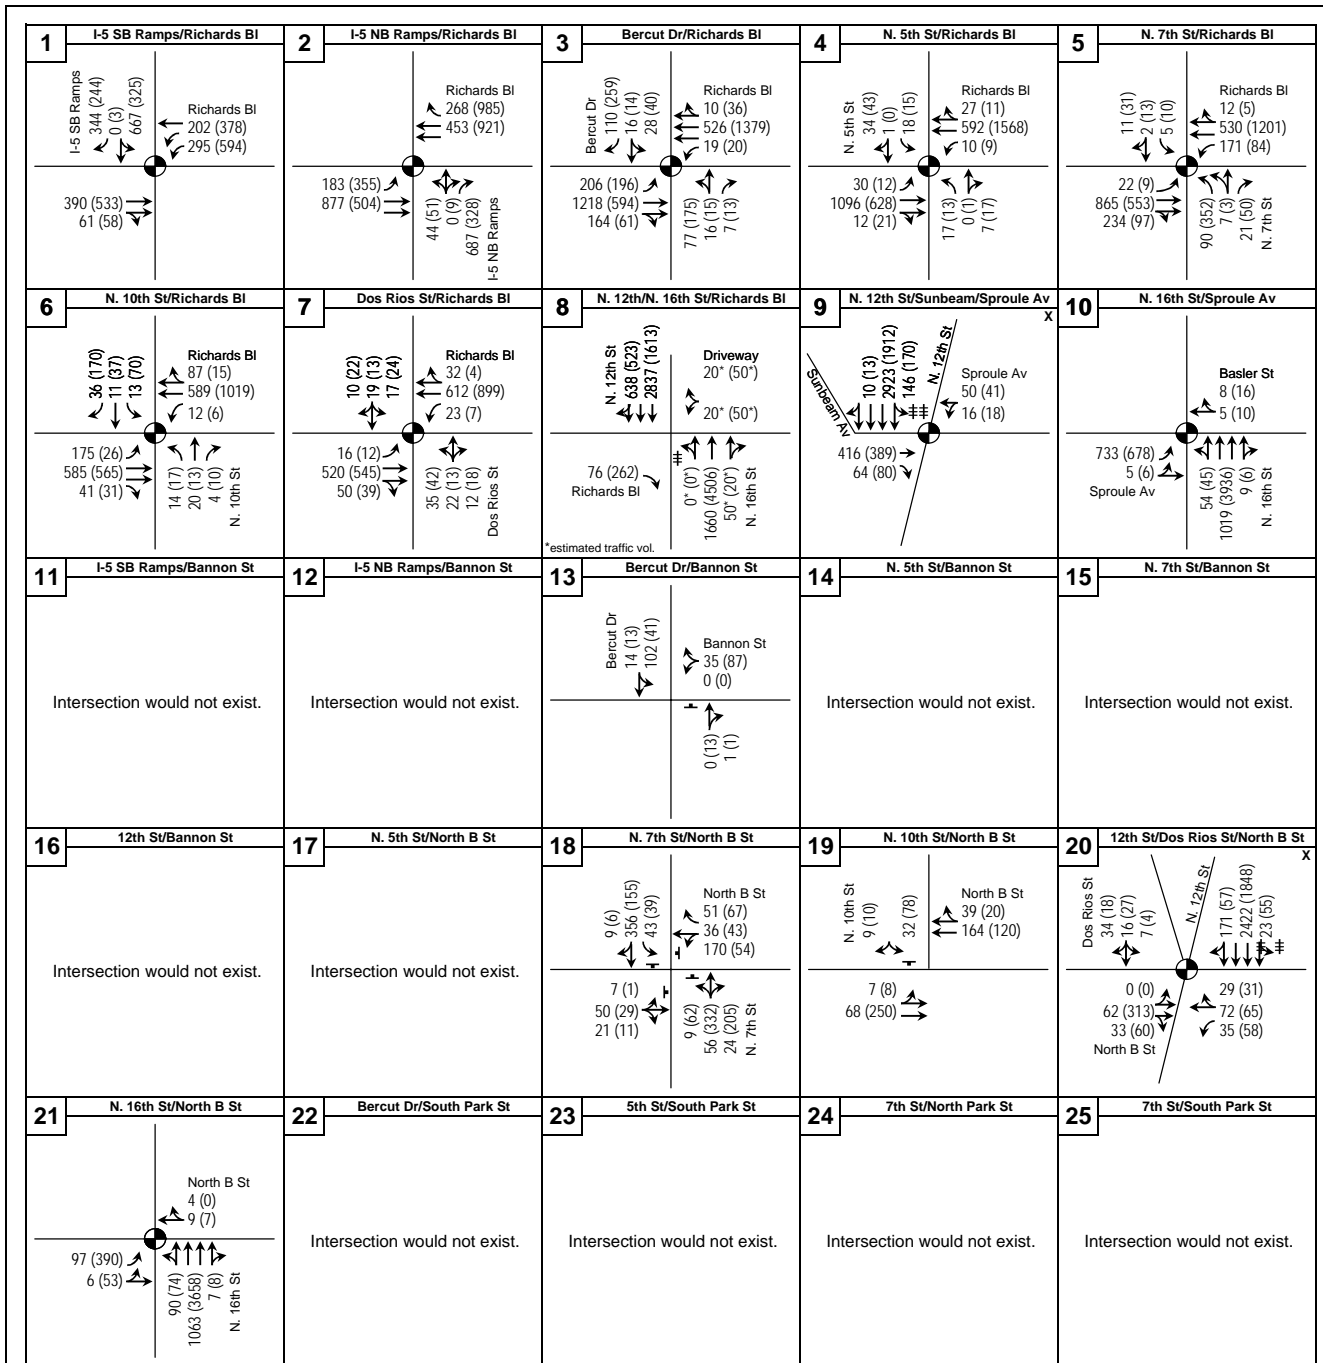 1
I-5 SB Ramps/Richards Bl
I-5 SB Ramps
344 (244)
0 (3)
667 (325)
Richards Bl
202 (378)
295 (594)
390 (533)
61 (58)
2
I-5 NB Ramps/Richards Bl
Richards Bl
268 (985)
453 (921)
183 (355)
877 (504)
44 (51)
0 (9)
687 (328)
I-5 NB Ramps
3
Bercut Dr/Richards Bl
Bercut Dr
110 (259)
16 (14)
28 (40)
Richards Bl
10 (36)
526 (1379)
19 (20)
206 (196)
1218 (594)
164 (61)
77 (175)
16 (15)
7 (13)
4
N. 5th St/Richards Bl
N. 5th St
34 (43)
1 (0)
18 (15)
Richards Bl
27 (11)
592 (1568)
10 (9)
30 (12)
1096 (628)
12 (21)
17 (13)
0 (1)
7 (17)
5
N. 7th St/Richards Bl
11 (31)
2 (13)
5 (10)
Richards Bl
12 (5)
530 (1201)
171 (84)
22 (9)
865 (553)
234 (97)
90 (352)
7 (3)
21 (50)
N. 7th St
6
N. 10th St/Richards Bl
36 (170)
11 (37)
13 (70)
Richards Bl
87 (15)
589 (1019)
12 (6)
175 (26)
585 (565)
41 (31)
14 (17)
20 (13)
4 (10)
N. 10th St
7
Dos Rios St/Richards Bl
10 (22)
19 (13)
17 (24)
Richards Bl
32 (4)
612 (899)
23 (7)
16 (12)
520 (545)
50 (39)
35 (42)
22 (13)
12 (18)
Dos Rios St
8
N. 12th/N. 16th St/Richards Bl
N. 12th St
638 (523)
2837 (1613)
Driveway
20* (50*)
20* (50*)
76 (262)
Richards Bl
0* (0*)
1660 (4506)
50* (20*)
N. 16th St
*estimated traffic vol.
9
N. 12th St/Sunbeam/Sproule Av
X
Sunbeam Av
10 (13)
2923 (1912)
146 (170)
N. 12th St
Sproule Av
50 (41)
16 (18)
416 (389)
64 (80)
10
N. 16th St/Sproule Av
Basler St
8 (16)
5 (10)
733 (678)
5 (6)
Sproule Av
54 (45)
1019 (3936)
9 (6)
N. 16th St
11
I-5 SB Ramps/Bannon St
Intersection would not exist.
12
I-5 NB Ramps/Bannon St
Intersection would not exist.
13
Bercut Dr/Bannon St
Bercut Dr
14 (13)
102 (41)
Bannon St
35 (87)
0 (0)
0 (13)
1 (1)
14
N. 5th St/Bannon St
Intersection would not exist.
15
N. 7th St/Bannon St
Intersection would not exist.
16
12th St/Bannon St
Intersection would not exist.
17
N. 5th St/North B St
Intersection would not exist.
18
N. 7th St/North B St
9 (6)
356 (155)
43 (39)
North B St
51 (67)
36 (43)
170 (54)
7 (1)
50 (29)
21 (11)
9 (62)
56 (332)
24 (205)
N. 7th St
19
N. 10th St/North B St
N. 10th St
9 (10)
32 (78)
North B St
39 (20)
164 (120)
7 (8)
68 (250)
20
12th St/Dos Rios St/North B St
X
Dos Rios St
34 (18)
16 (27)
7 (4)
N. 12th St
171 (57)
2422 (1848)
23 (55)
0 (0)
62 (313)
33 (60)
North B St
29 (31)
72 (65)
35 (58)
21
N. 16th St/North B St
North B St
4 (0)
9 (7)
97 (390)
6 (53)
90 (74)
1063 (3658)
7 (8)
N. 16th St
22
Bercut Dr/South Park St
Intersection would not exist.
23
5th St/South Park St
Intersection would not exist.
24
7th St/North Park St
Intersection would not exist.
25
7th St/South Park St
Intersection would not exist.